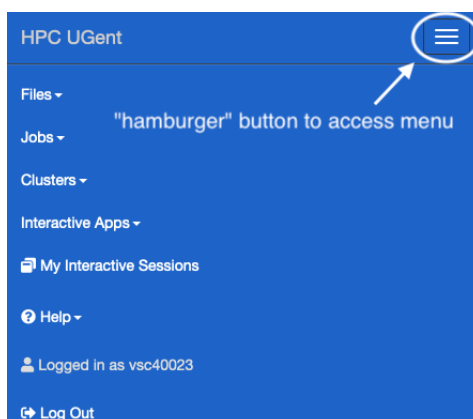 HPC UGent
Files
"hamburger" button to access menu
Jobs
Clusters
Interactive Apps
My Interactive Sessions
Help
Logged in as vsc40023
Log Out